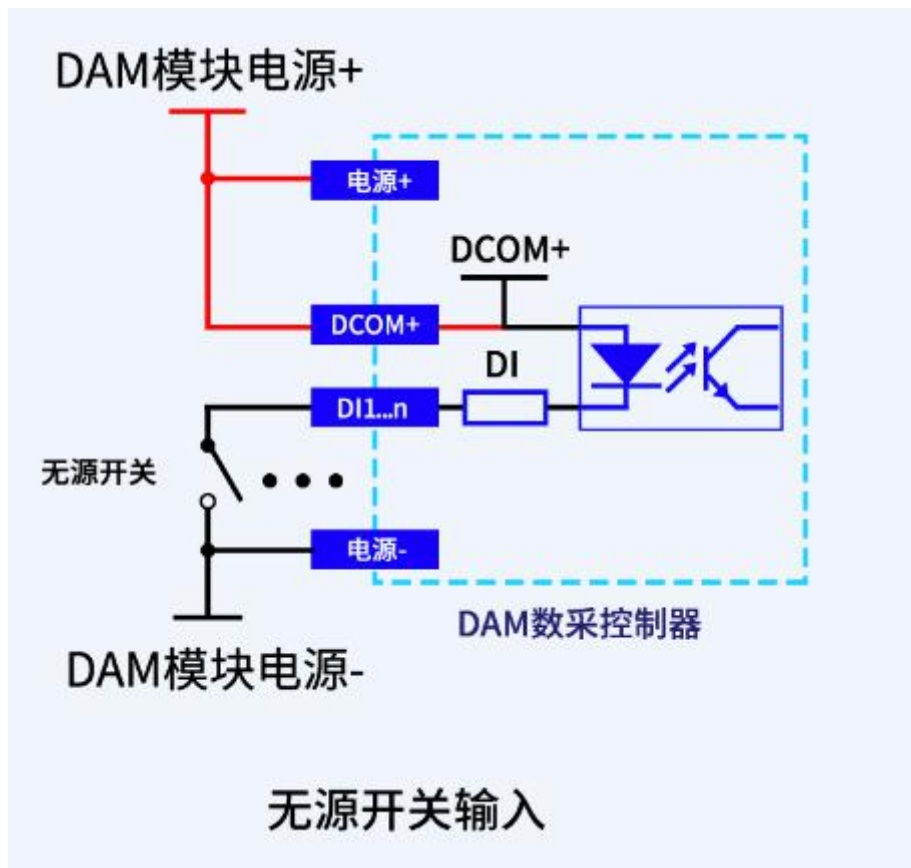 DAM模块电源+
电源+
DCOM+
DCOM+
DI
DI1...n
无源开关
电源-
DAM数采控制器
DAM模块电源-
无源开关输入